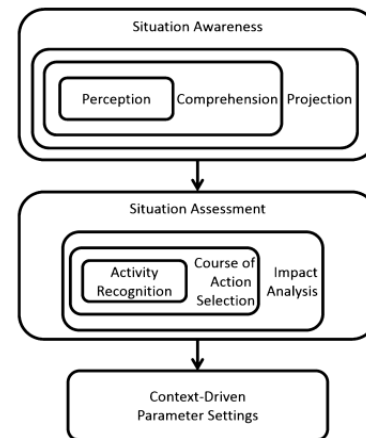 Situation Awareness
Perception Comprehension Projection
Situation Assessment
Activity
Recognition
Course of
Action
Selection
Impact
Analysis
Context-Driven
Parameter Settings